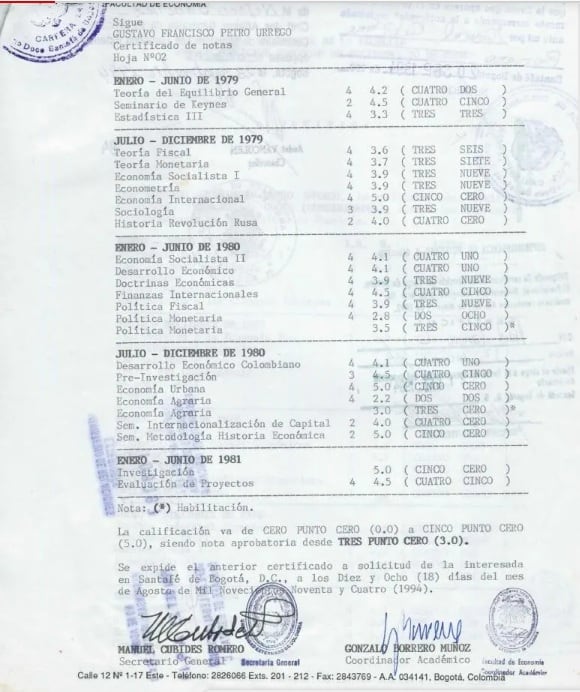 FACULTAD DE ECONOMIA
CARTERA
Sigue
GUSTAVO FRANCISCO PETRO URREGO
Certificado de notas
Hoja Nº02
ENERO - JUNIO DE 1979
Teoría del Equilibrio General 4 4.2 ( CUATRO DOS )
Seminario de Keynes 2 4.5 ( CUATRO CINCO )
Estadística III 4 3.3 ( TRES TRES )
JULIO - DICIEMBRE DE 1979
Teoría Fiscal 4 3.6 ( TRES SEIS )
Teoría Monetaria 4 3.7 ( TRES SIETE )
Economía Socialista I 4 3.9 ( TRES NUEVE )
Econometría 4 3.9 ( TRES NUEVE )
Economía Internacional 4 5.0 ( CINCO CERO )
Sociología 3 3.9 ( TRES NUEVE )
Historia Revolución Rusa 2 4.0 ( CUATRO CERO )
ENERO - JUNIO DE 1980
Economía Socialista II 4 4.1 ( CUATRO UNO )
Desarrollo Económico 4 4.1 ( CUATRO UNO )
Doctrinas Económicas 4 3.9 ( TRES NUEVE )
Finanzas Internacionales 4 4.5 ( CUATRO CINCO )
Política Fiscal 4 3.9 ( TRES NUEVE )
Política Monetaria 4 2.8 ( DOS OCHO )
Política Monetaria 3.5 ( TRES CINCO )*
JULIO - DICIEMBRE DE 1980
Desarrollo Económico Colombiano 4 4.1 ( CUATRO UNO )
Pre-Investigación 3 4.5 ( CUATRO CINCO )
Economía Urbana 4 5.0 ( CINCO CERO )
Economía Agraria 4 2.2 ( DOS DOS )
Economía Agraria 3.0 ( TRES CERO )*
Sem. Internacionalización de Capital 2 4.0 ( CUATRO CERO )
Sem. Metodología Historia Económica 2 5.0 ( CINCO CERO )
ENERO - JUNIO DE 1981
Investigación 5.0 ( CINCO CERO )
Evaluación de Proyectos 4 4.5 ( CUATRO CINCO )
Nota: (*) Habilitación.
La calificación va de CERO PUNTO CERO (0.0) a CINCO PUNTO CERO
(5.0), siendo nota aprobatoria desde TRES PUNTO CERO (3.0).
Se expide el anterior certificado a solicitud de la interesada
en Santafé de Bogotá, D.C., a los Diez y Ocho (18) días del mes
de Agosto de Mil Novecientos Noventa y Cuatro (1994).
MANUEL CUBIDES ROMERO GONZALO BORRERO MUÑOZ
Secretario General Secretaría General Coordinador Académico
Facultad de Economía
Coordinador Académico
Calle 12 Nº 1-17 Este - Teléfono: 2826066 Exts. 201 - 212 - Fax: 2843769 - A.A. 034141, Bogotá, Colombia